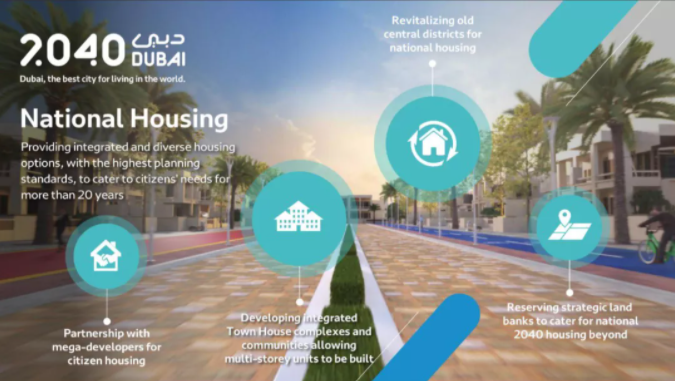 2040 دبي
DUBAI
Dubai, the best city for living in the world.
National Housing
Providing integrated and diverse housing
options, with the highest planning
standards, to cater to citizens' needs for
more than 20 years
Revitalizing old
central districts for
national housing
Partnership with
mega-developers for
citizen housing
Developing integrated
Town House complexes and
communities allowing
multi-storey units to be built
Reserving strategic land
banks to cater for national
2040 housing beyond